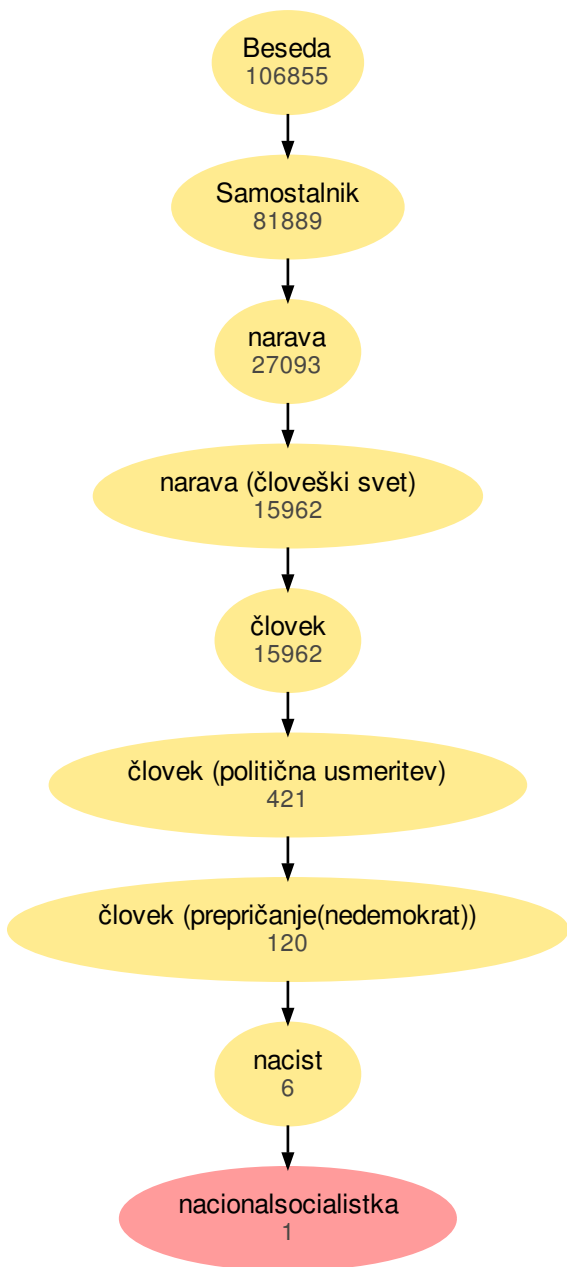 Beseda
106855
Samostalnik
81889
narava
27093
narava (človeški svet)
15962
človek
15962
človek (politična usmeritev)
421
človek (prepričanje(nedemokrat))
120
nacist
6
nacionalsocialistka
1